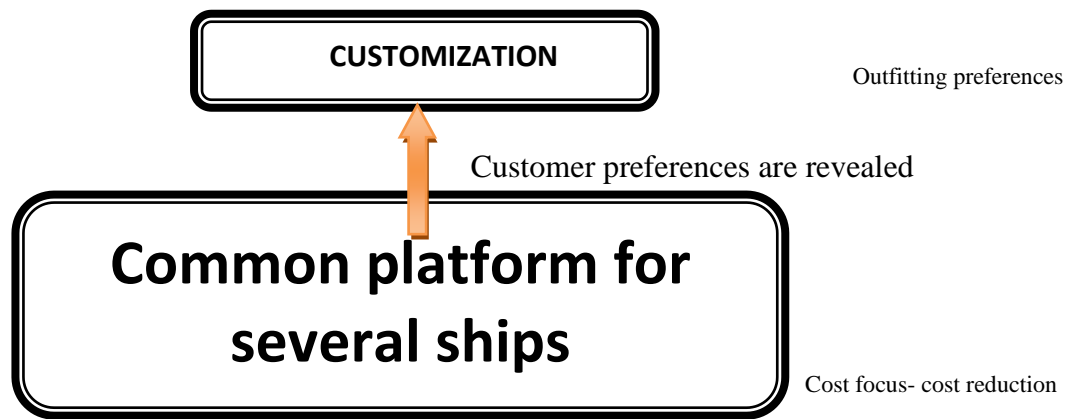 CUSTOMIZATION
Outfitting preferences
Customer preferences are revealed
Common platform for
several ships
Cost focus- cost reduction